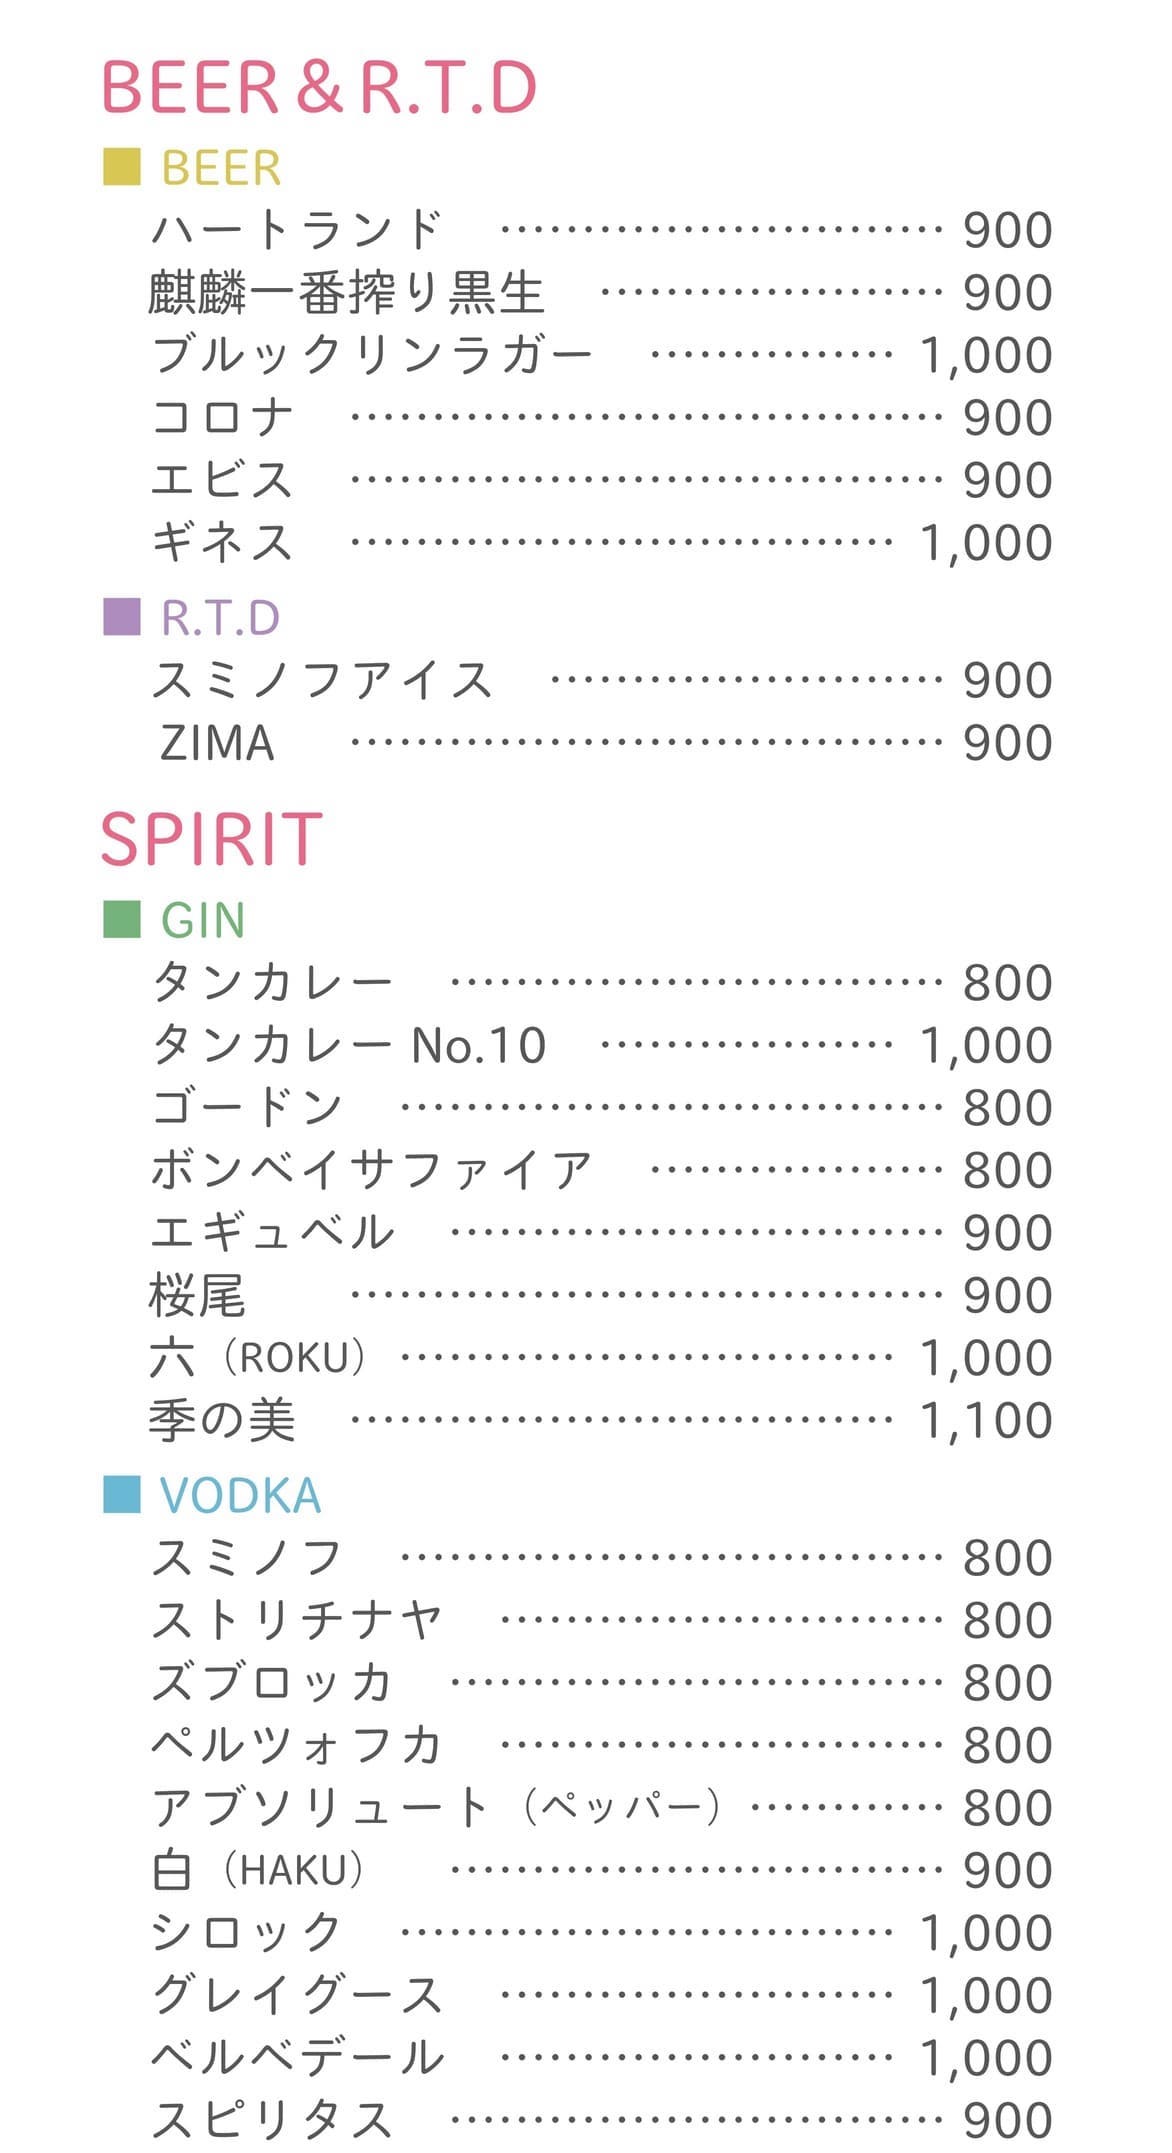 BEER & R.T.D
■ BEER
ハートランド ………………………… 900
麒麟一番搾り黒生 ………………… 900
ブルックリンラガー …………… 1,000
コロナ ………………………………… 900
エビス ………………………………… 900
ギネス ……………………………… 1,000
■ R.T.D
スミノフアイス ……………………… 900
ZIMA ………………………………… 900
SPIRIT
■ GIN
タンカレー …………………………… 800
タンカレー No.10 ……………… 1,000
ゴードン ……………………………… 800
ボンベイサファイア ……………… 800
エギュベル …………………………… 900
桜尾 ………………………………… 900
六（ROKU）………………………… 1,000
季の美 ……………………………… 1,100
■ VODKA
スミノフ ……………………………… 800
ストリチナヤ ………………………… 800
ズブロッカ …………………………… 800
ペルツォフカ ………………………… 800
アブソリュート（ペッパー）………… 800
白（HAKU） ………………………… 900
シロック …………………………… 1,000
グレイグース ……………………… 1,000
ベルベデール ……………………… 1,000
スピリタス …………………………… 900